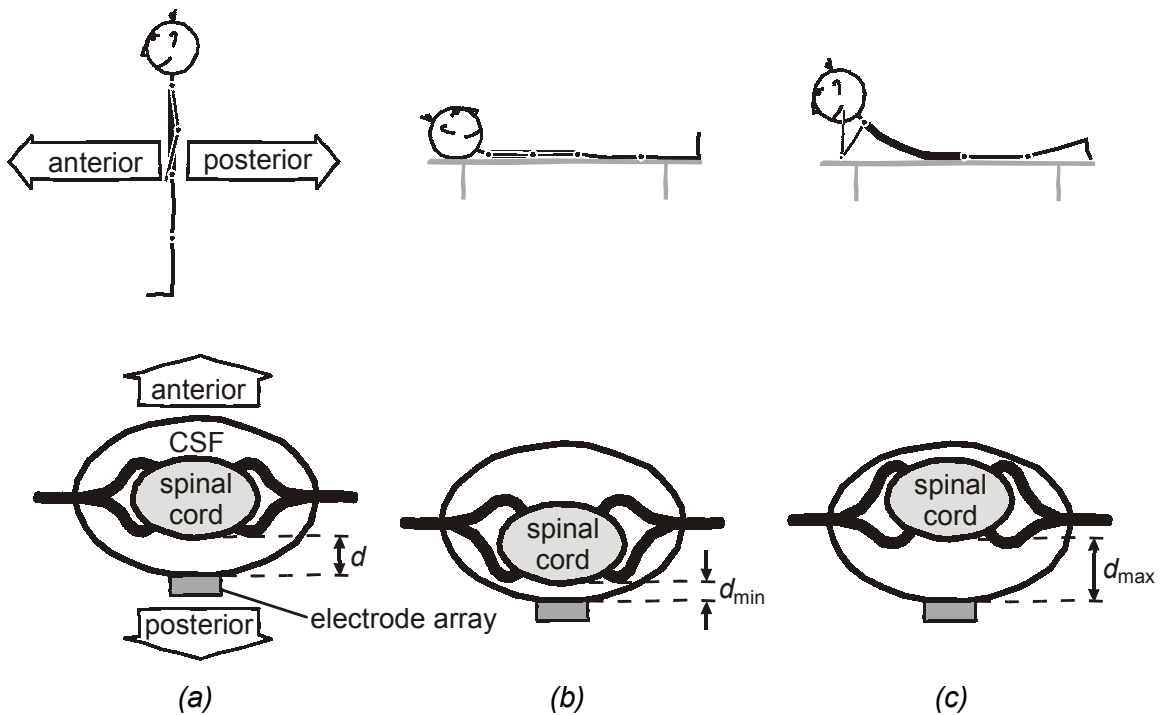 anterior
posterior
anterior
CSF
spinal
cord
d
electrode array
posterior
spinal
cord
dmin
spinal
cord
dmax
(a)
(b)
(c)